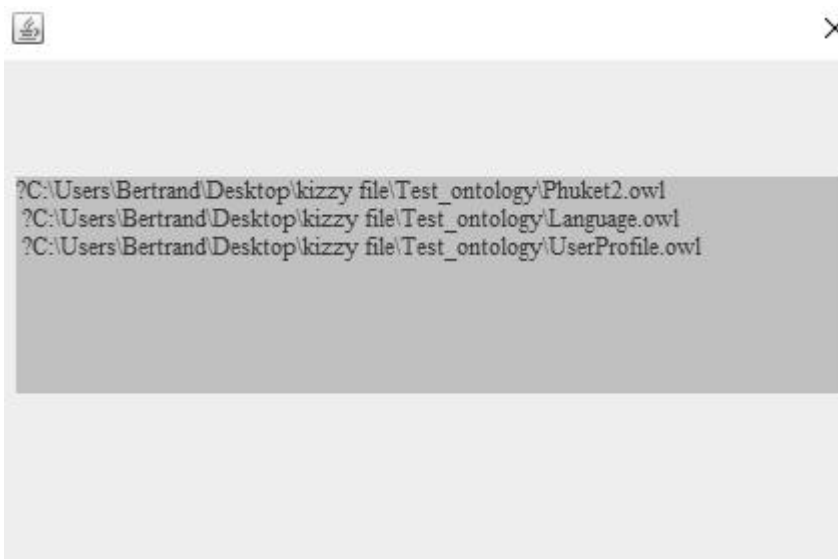 ?C:\Users\Bertrand\Desktop\kizzy file\Test_ontology\Phuket2.owl
?C:\Users\Bertrand\Desktop\kizzy file\Test_ontology\Language.owl
?C:\Users\Bertrand\Desktop\kizzy file\Test_ontology\UserProfile.owl